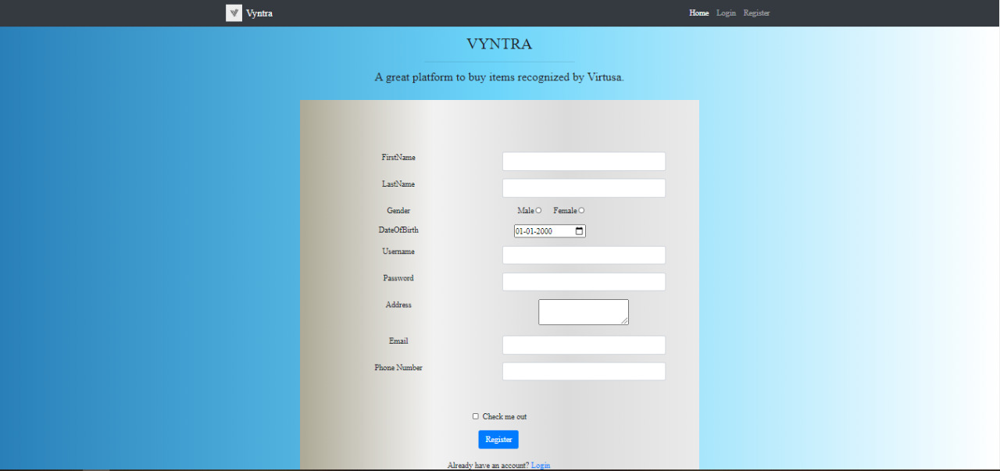 Vyntra Home Login Register
VYNTRA
A great platform to buy items recognized by Virtusa.
FirstName
LastName
Gender Male Female
DateOfBirth 01-01-2000
Username
Password
Address
Email
Phone Number
Check me out
Register
Already have an account? Login